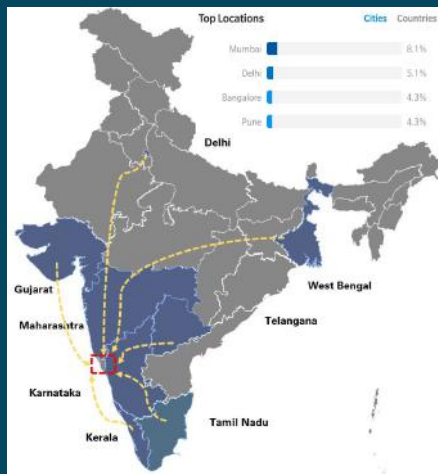 Top Locations
Cities Countries
Mumbai 8.1%
Delhi 5.1%
Bangalore 4.3%
Pune 4.3%
Delhi
Gujarat
West Bengal
Telangana
Maharashtra
Karnataka
Tamil Nadu
Kerala